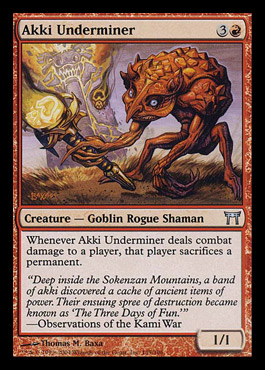 Akki Underminer 3
Creature — Goblin Rogue Shaman
Whenever Akki Underminer deals combat
damage to a player, that player sacrifices a
permanent.
“Deep inside the Sokenzan Mountains, a band
of akki discovered a cache of ancient items
of power. Their ensuing spree of destruction
became known as ‘The Three Days of Fun.’”
—Observations of the Kami War
Thomas M. Baxa
1/1